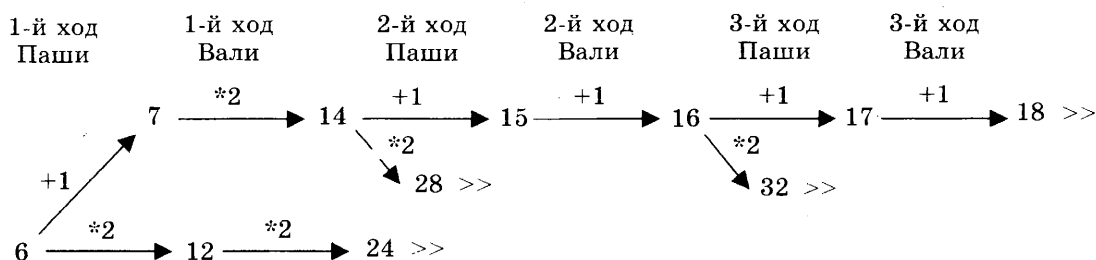 1-й ход 1-й ход 2-й ход 2-й ход 3-й ход 3-й ход
Паши Вали Паши Вали Паши Вали
*2 +1 +1 +1 +1
7 14 15 16 17 18 >>
*2 *2
+1 28 >> 32 >>
*2 *2
6 12 24 >>